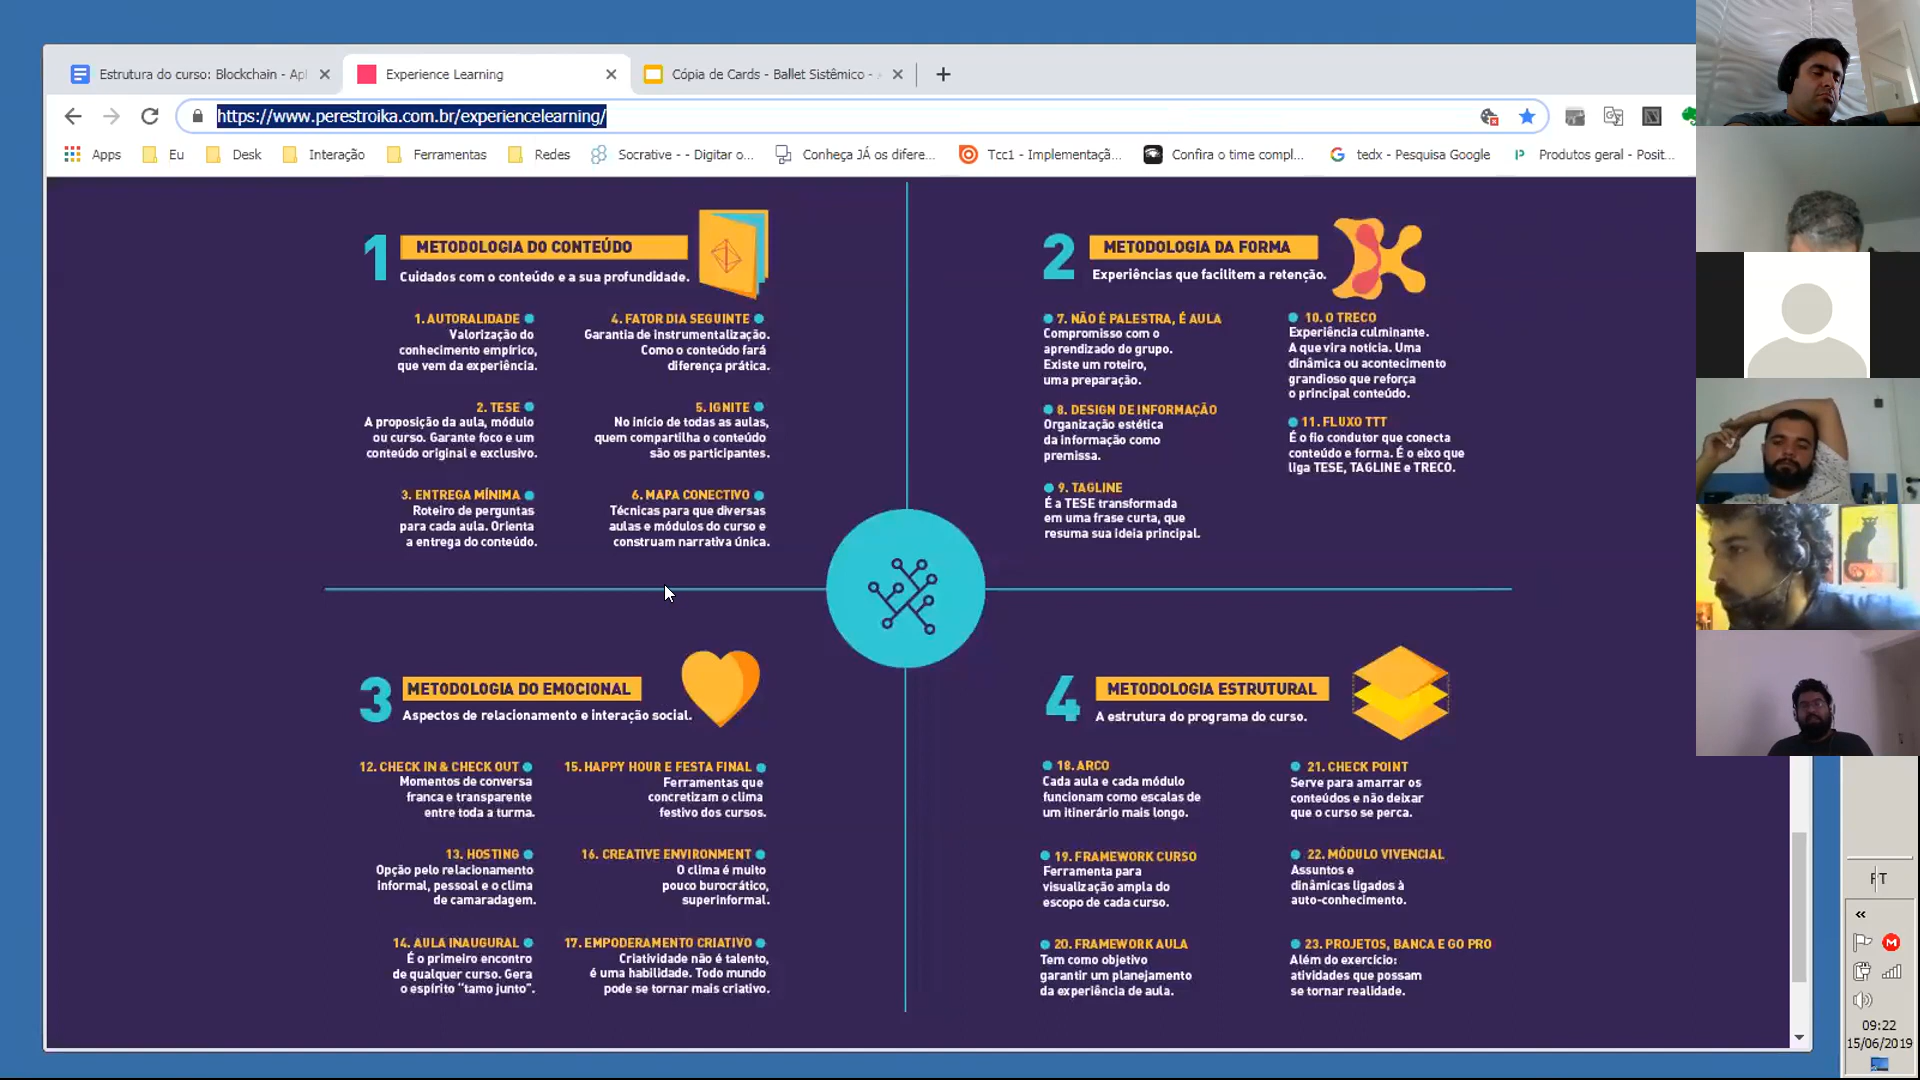 Estrutura do curso: Blockchain - Apl
Experience Learning
Cópia de Cards - Ballet Sistêmico -
https://www.perestroika.com.br/experiencelearning/
Apps
Eu
Desk
Interação
Ferramentas
Redes
Socrative - - Digitar o...
Conheça JÁ os difere...
Tcc1 - Implementaçã...
Confira o time compl...
tedx - Pesquisa Google
Produtos geral - Posit...
1 METODOLOGIA DO CONTEÚDO
Cuidados com o conteúdo e a sua profundidade.
1. AUTORALIDADE
Valorização do
conhecimento empírico,
que vem da experiência.
2. TESE
A proposição da aula, módulo
ou curso. Garante foco e um
conteúdo original e exclusivo.
3. ENTREGA MÍNIMA
Roteiro de perguntas
para cada aula. Orienta
a entrega do conteúdo.
4. FATOR DIA SEGUINTE
Garantia de instrumentalização.
Como o conteúdo fará
diferença prática.
5. IGNITE
No início de todas as aulas,
quem compartilha o conteúdo
são os participantes.
6. MAPA CONECTIVO
Técnicas para que diversas
aulas e módulos do curso e
construam narrativa única.
2 METODOLOGIA DA FORMA
Experiências que facilitem a retenção.
7. NÃO É PALESTRA, É AULA
Compromisso com o
aprendizado do grupo.
Existe um roteiro,
uma preparação.
8. DESIGN DE INFORMAÇÃO
Organização estética
da informação como
premissa.
9. TAGLINE
É a TESE transformada
em uma frase curta, que
resuma sua ideia principal.
10. O TRECO
Experiência culminante.
A que vira notícia. Uma
dinâmica ou acontecimento
grandioso que reforça
o principal conteúdo.
11. FLUXO TTT
É o fio condutor que conecta
conteúdo e forma. É o eixo que
liga TESE, TAGLINE e TRECO.
3 METODOLOGIA DO EMOCIONAL
Aspectos de relacionamento e interação social.
12. CHECK IN & CHECK OUT
Momentos de conversa
franca e transparente
entre toda a turma.
13. HOSTING
Opção pelo relacionamento
informal, pessoal e o clima
de camaradagem.
14. AULA INAUGURAL
É o primeiro encontro
de qualquer curso. Gera
o espírito "tamo junto".
15. HAPPY HOUR E FESTA FINAL
Ferramentas que
concretizam o clima
festivo dos cursos.
16. CREATIVE ENVIRONMENT
O clima é muito
pouco burocrático,
superinformal.
17. EMPODERAMENTO CRIATIVO
Criatividade não é talento,
é uma habilidade. Todo mundo
pode se tornar mais criativo.
4 METODOLOGIA ESTRUTURAL
A estrutura do programa do curso.
18. ARCO
Cada aula e cada módulo
funcionam como escalas de
um itinerário mais longo.
19. FRAMEWORK CURSO
Ferramenta para
visualização ampla do
escopo de cada curso.
20. FRAMEWORK AULA
Tem como objetivo
garantir um planejamento
da experiência de aula.
21. CHECK POINT
Serve para amarrar os
conteúdos e não deixar
que o curso se perca.
22. MÓDULO VIVENCIAL
Assuntos e
dinâmicas ligados à
auto-conhecimento.
23. PROJETOS, BANCA E GO PRO
Além do exercício:
atividades que possam
se tornar realidade.
PT
09:22
15/06/2019